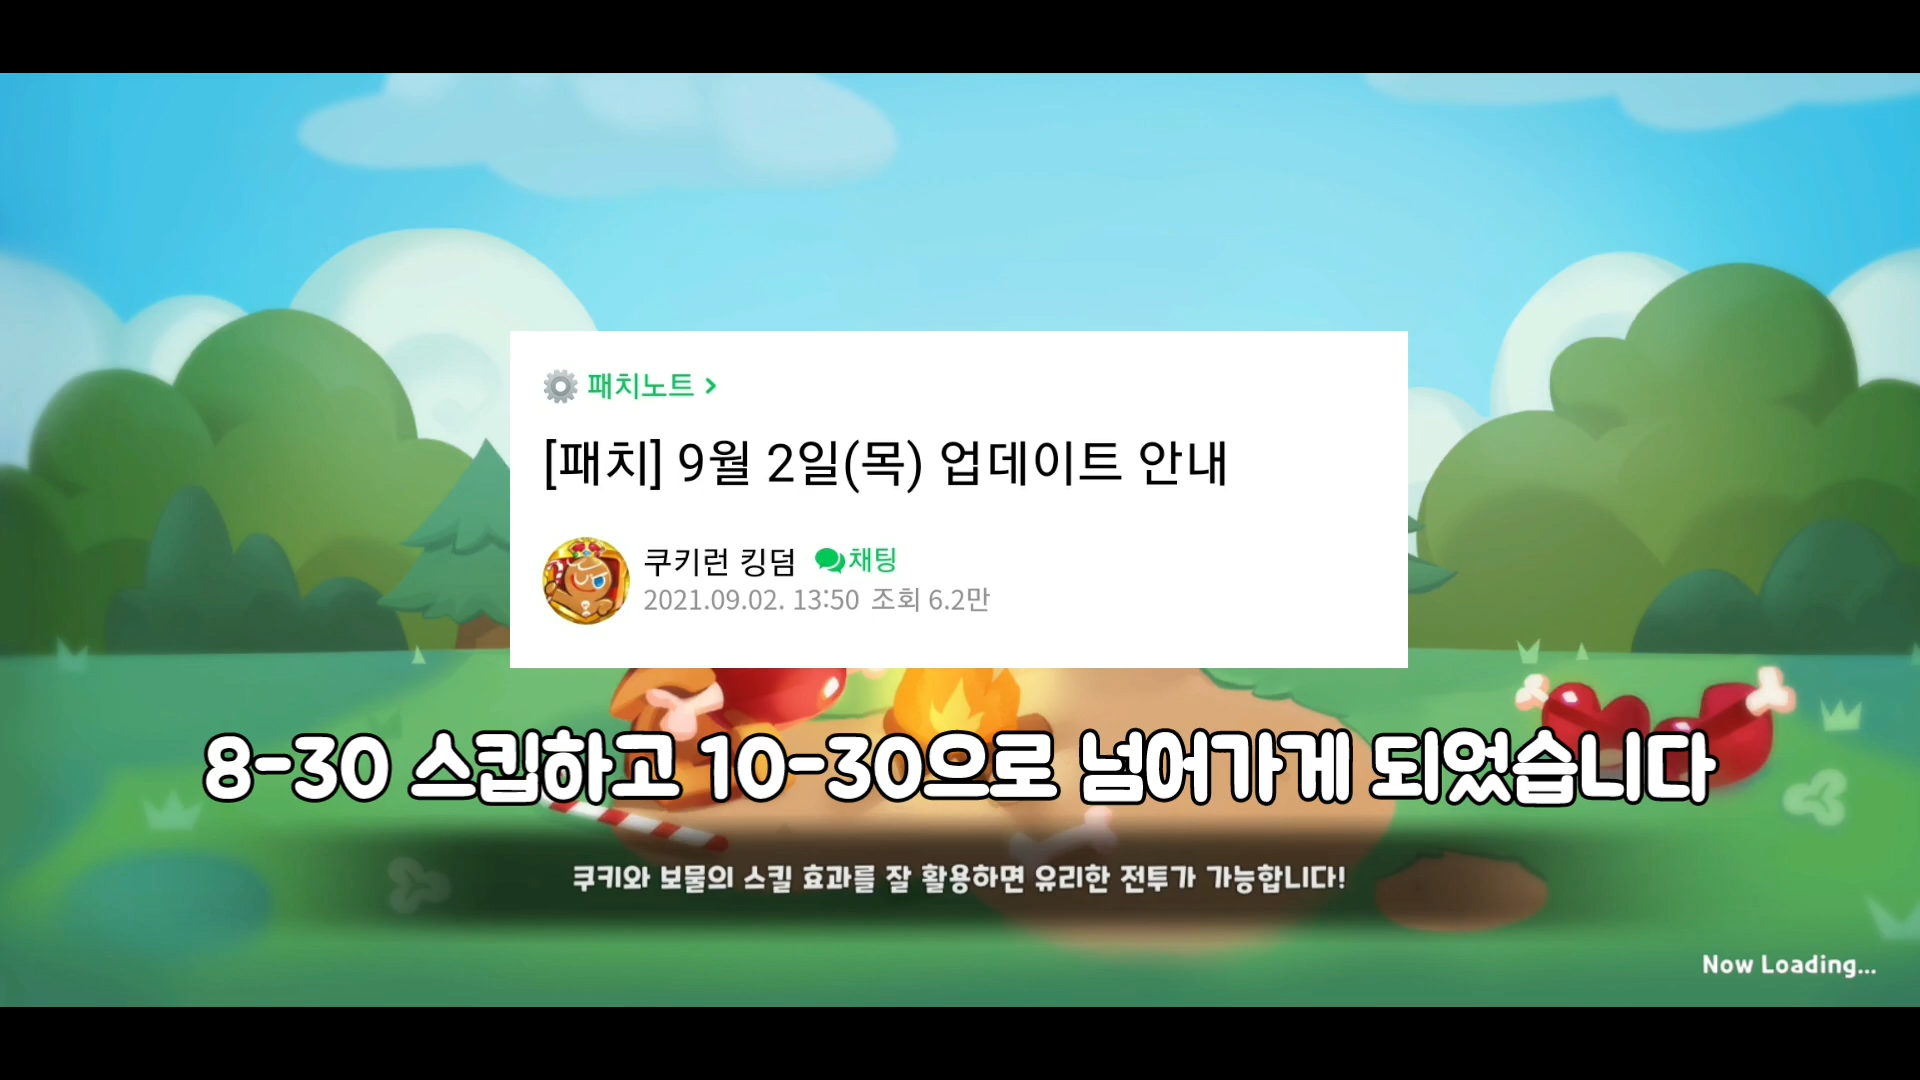 패치노트 >
[패치] 9월 2일(목) 업데이트 안내
쿠키런 킹덤 채팅
2021.09.02. 13:50 조회 6.2만
8-30 스킵하고 10-30으로 넘어가게 되었습니다
쿠키와 보물의 스킬 효과를 잘 활용하면 유리한 전투가 가능합니다!
Now Loading...